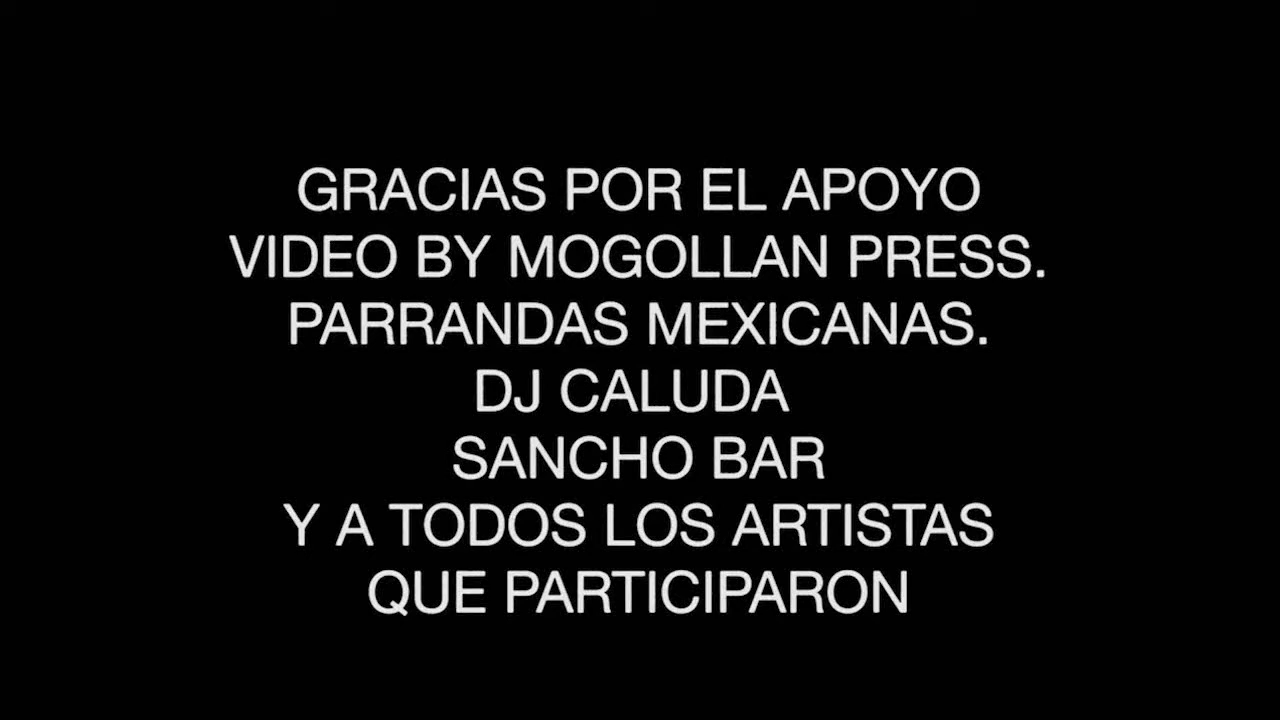 GRACIAS POR EL APOYO
VIDEO BY MOGOLLAN PRESS.
PARRANDAS MEXICANAS.
DJ CALUDA
SANCHO BAR
Y A TODOS LOS ARTISTAS
QUE PARTICIPARON